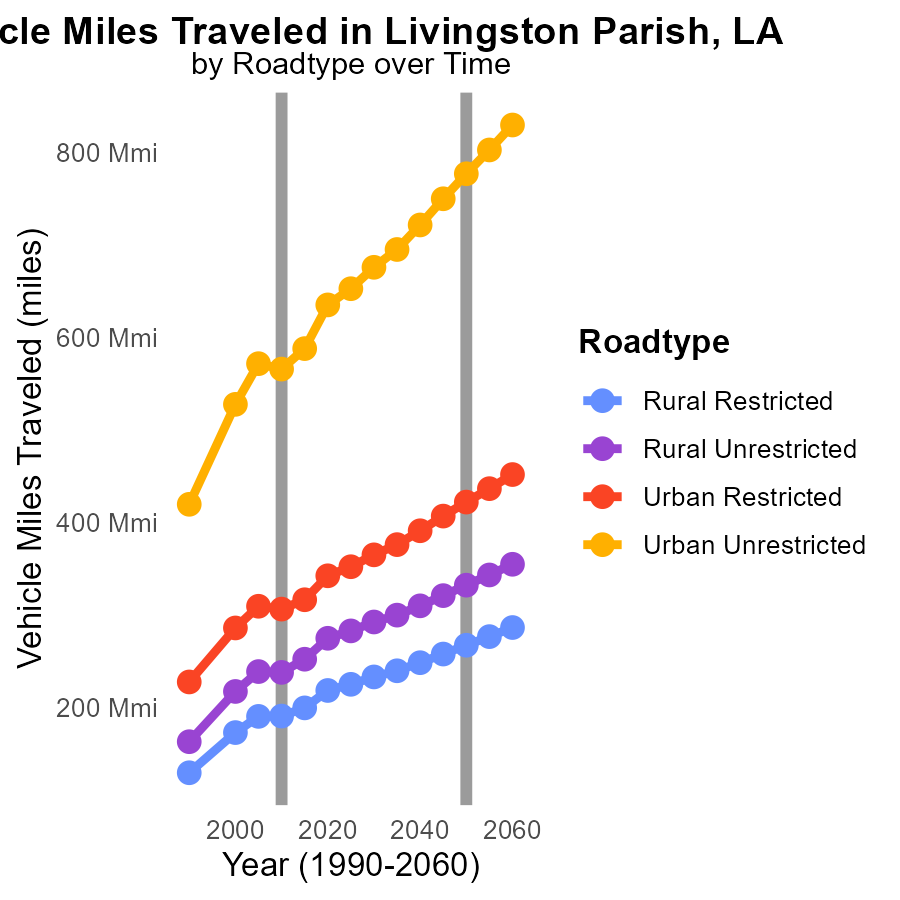 cle Miles Traveled in Livingston Parish, LA
by Roadtype over Time
Vehicle Miles Traveled (miles)
800 Mmi
600 Mmi
400 Mmi
200 Mmi
2000 2020 2040 2060
Year (1990-2060)
Roadtype
Rural Restricted
Rural Unrestricted
Urban Restricted
Urban Unrestricted